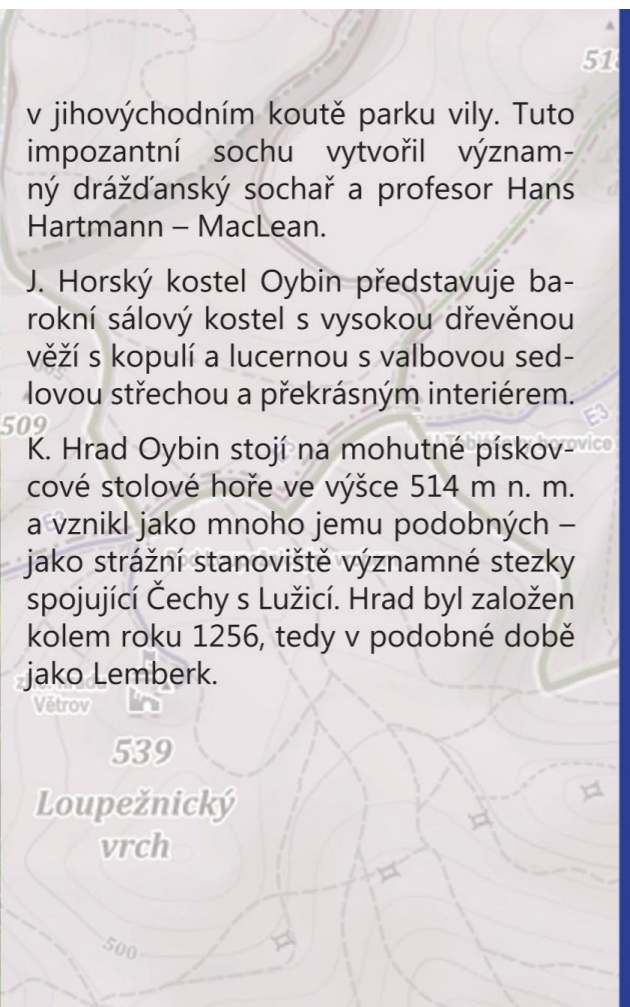 518
v jihovýchodním koutě parku vily. Tuto
impozantní sochu vytvořil význam-
ný drážďanský sochař a profesor Hans
Hartmann – MacLean.
J. Horský kostel Oybin představuje ba-
rokní sálový kostel s vysokou dřevěnou
věží s kopulí a lucernou s valbovou sed-
lovou střechou a překrásným interiérem.
509
E3
borovice
K. Hrad Oybin stojí na mohutné pískov-
cové stolové hoře ve výšce 514 m n. m.
a vznikl jako mnoho jemu podobných –
E3
jako strážní stanoviště významné stezky
spojující Čechy s Lužicí. Hrad byl založen
kolem roku 1256, tedy v podobné době
jako Lemberk.
Větrov
539
Loupežnický
vrch
500